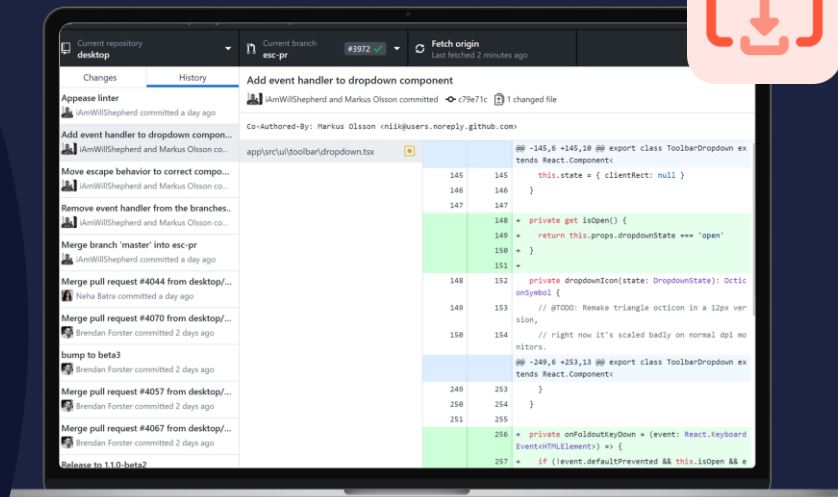 Current repository
desktop
Current branch
esc-pr
#3972
Fetch origin
Last fetched 2 minutes ago
Changes
History
Appease linter
iAmWillShepherd committed a day ago
Add event handler to dropdown compon...
iAmWillShepherd and Markus Olsson co...
Move escape behavior to correct compo...
iAmWillShepherd and Markus Olsson co...
Remove event handler from the branches..
iAmWillShepherd and Markus Olsson co...
Merge branch 'master' into esc-pr
iAmWillShepherd committed a day ago
Merge pull request #4044 from desktop/...
Neha Batra committed a day ago
Merge pull request #4070 from desktop/...
Brendan Forster committed 2 days ago
bump to beta3
Brendan Forster committed 2 days ago
Merge pull request #4057 from desktop/...
Brendan Forster committed 2 days ago
Merge pull request #4067 from desktop/...
Brendan Forster committed 2 days ago
Release to 1.1.0-beta2
Add event handler to dropdown component
iAmWillShepherd and Markus Olsson committed c79e71c 1 changed file
Co-Authored-By: Markus Olsson <niik@users.noreply.github.com>
app\src\ui\toolbar\dropdown.tsx
@@ -145,6 +145,10 @@ export class ToolbarDropdown ex
tends React.Component<
145 145 this.state = { clientRect: null }
146 146 }
147 147
148 + private get isOpen() {
149 + return this.props.dropdownState === 'open'
150 + }
151 +
148 152 private dropdownIcon(state: DropdownState): Octic
onSymbol {
149 153 // @TODO: Remake triangle octicon in a 12px ver
sion,
150 154 // right now it's scaled badly on normal dpi mo
nitors.
@@ -249,6 +253,13 @@ export class ToolbarDropdown ex
tends React.Component<
249 253 }
250 254 }
251 255
256 + private onFoldoutKeyDown = (event: React.Keyboard
Event<HTMLElement>) => {
257 + if (!event.defaultPrevented && this.isOpen && e